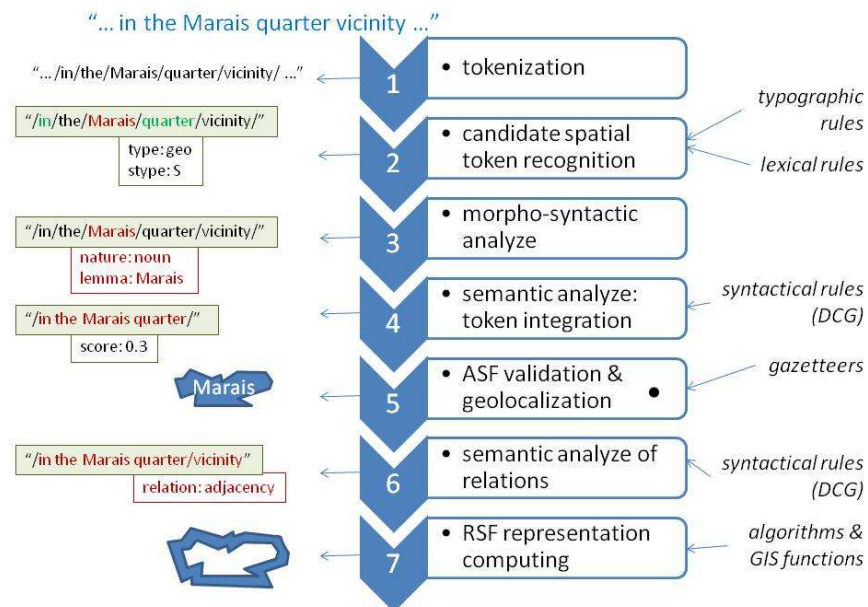 “... in the Marais quarter vicinity ...”
“... /in/the/Marais/quarter/vicinity/ ...”
1
• tokenization
typographic
rules
“/in/the/Marais/quarter/vicinity/”
type: geo
stype: S
2
• candidate spatial
token recognition
lexical rules
“/in/the/Marais/quarter/vicinity/”
nature: noun
lemma: Marais
3
• morpho-syntactic
analyze
“/in the Marais quarter/”
score: 0.3
4
• semantic analyze:
token integration
syntactical rules
(DCG)
Marais
5
• ASF validation &
geolocalization •
gazetteers
“/in the Marais quarter/vicinity”
relation: adjacency
6
• semantic analyze of
relations
syntactical rules
(DCG)
7
• RSF representation
computing
algorithms &
GIS functions